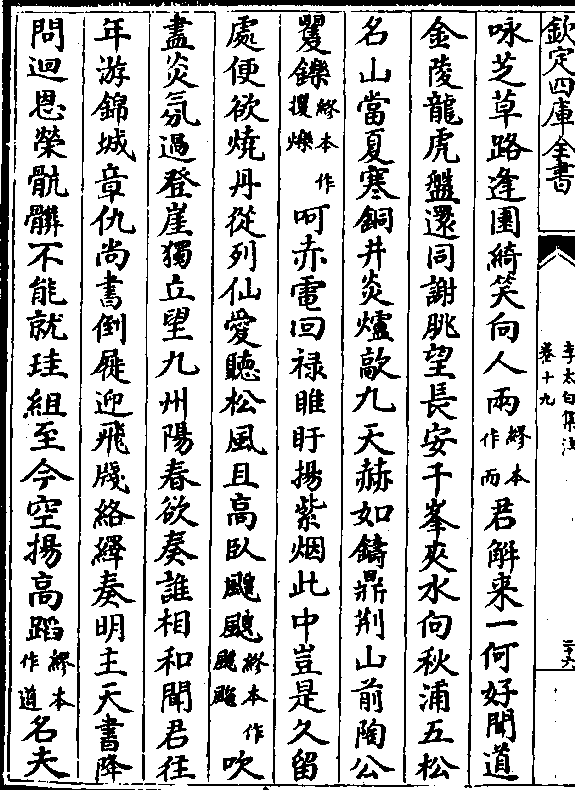 欽定四庫全書
李太白集注
卷十九
二十六
咏芝草路逢園綺笑向人兩繆本作而君解来一何好聞道
金陵龍虎盤還同謝朓望長安千峯夾水向秋浦五松
名山當夏寒銅井炎爐歊九天赫如鑄鼎荆山前陶公
矍鑠繆本作攫爍呵赤電回禄睢盱揚紫烟此中豈是久留
處便欲燒丹從列仙愛聽松風且高臥颼颼繆本作颼飀吹
盡炎氛過登崖獨立望九州陽春欲奏誰相和聞君往
年游錦城章仇尚書倒屣迎飛牋絡繹奏明主天書降
問迴恩榮骯髒不能就珪組至今空揚高蹈繆本作道名夫